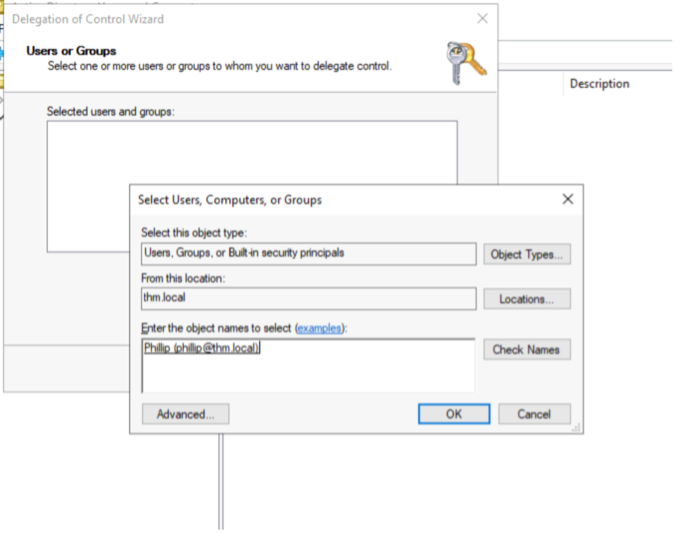 Delegation of Control Wizard
Users or Groups
Select one or more users or groups to whom you want to delegate control.
Description
Selected users and groups:
Select Users, Computers, or Groups
Select this object type:
Users, Groups, or Built-in security principals
Object Types...
From this location:
thm.local
Locations...
Enter the object names to select (examples):
Phillip (phillip@thm.local)
Check Names
Advanced...
OK
Cancel